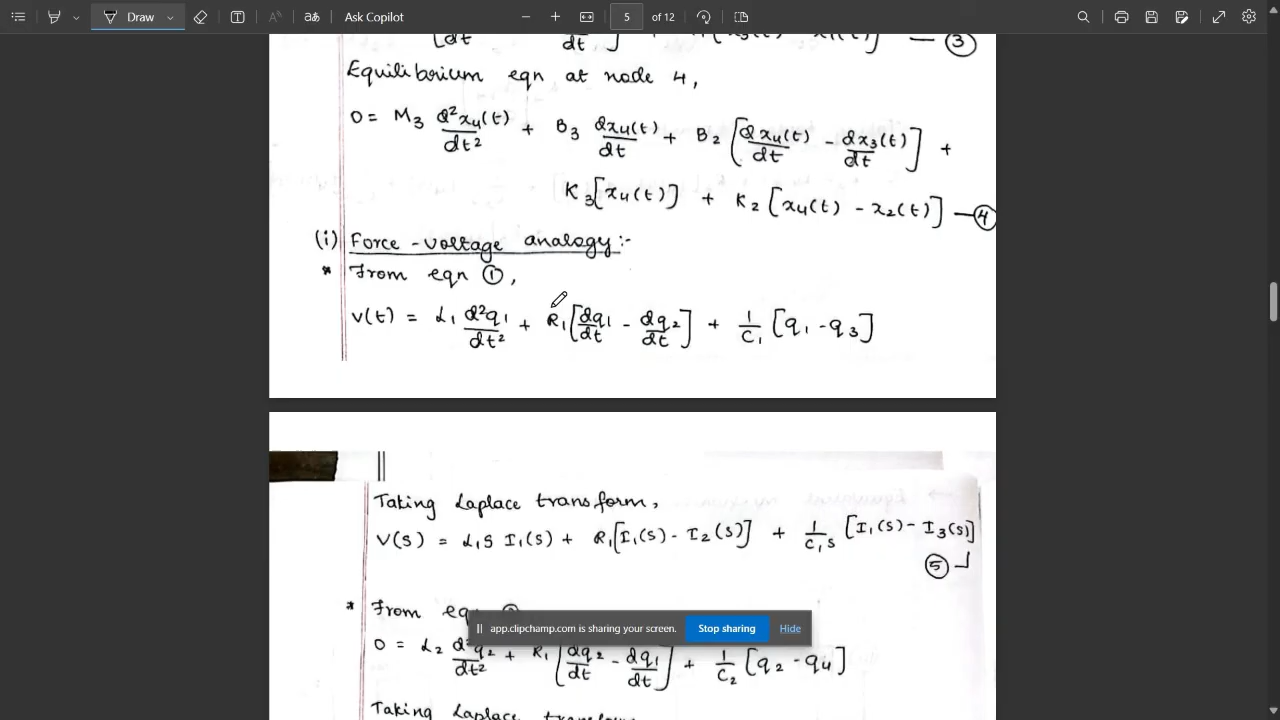 Draw
Ask Copilot
5 of 12
[dt dt ] — ③
Equilibrium eqn at node 4,
0 = M3 d²x4(t)/dt² + B3 dx4(t)/dt + B2 [dx4(t)/dt - dx3(t)/dt] +
K3[x4(t)] + K2 [x4(t) - x2(t)] — ④
(i) Force - voltage analogy :-
* From eqn ①,
v(t) = L1 d²q1/dt² + R1 [dq1/dt - dq2/dt] + 1/C1 [q1 - q3]
Taking Laplace transform,
V(s) = L1s I1(s) + R1[I1(s) - I2(s)] + 1/C1s [I1(s) - I3(s)]
⑤
* From eq
app.clipchamp.com is sharing your screen. Stop sharing Hide
0 = L2 d²q2/dt² + R1 [dq2/dt - dq1/dt] + 1/C2 [q2 - q4]
Taking Laplace